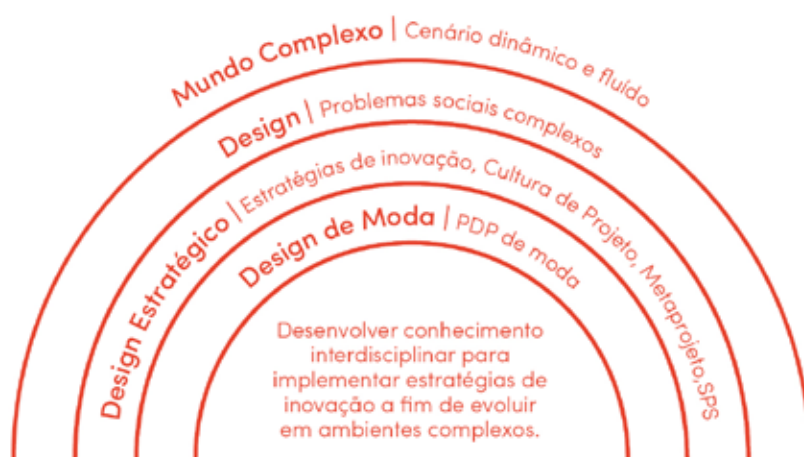 Mundo Complexo | Cenário dinâmico e fluído
Design | Problemas sociais complexos
Design Estratégico | Estratégias de inovação, Cultura de Projeto, Metaprojeto,SPS
Design de Moda | PDP de moda
Desenvolver conhecimento
interdisciplinar para
implementar estratégias de
inovação a fim de evoluir
em ambientes complexos.